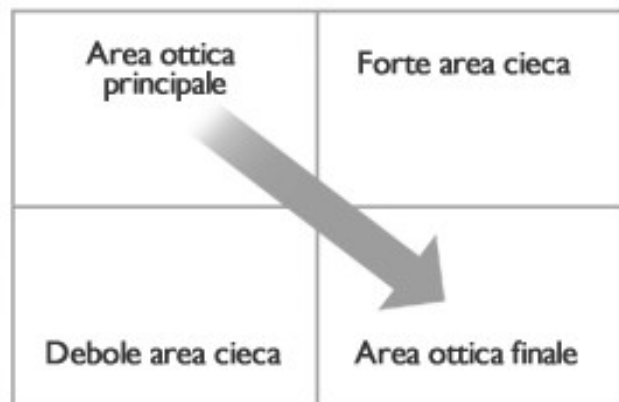 Area ottica
principale
Forte area cieca
Debole area cieca
Area ottica finale